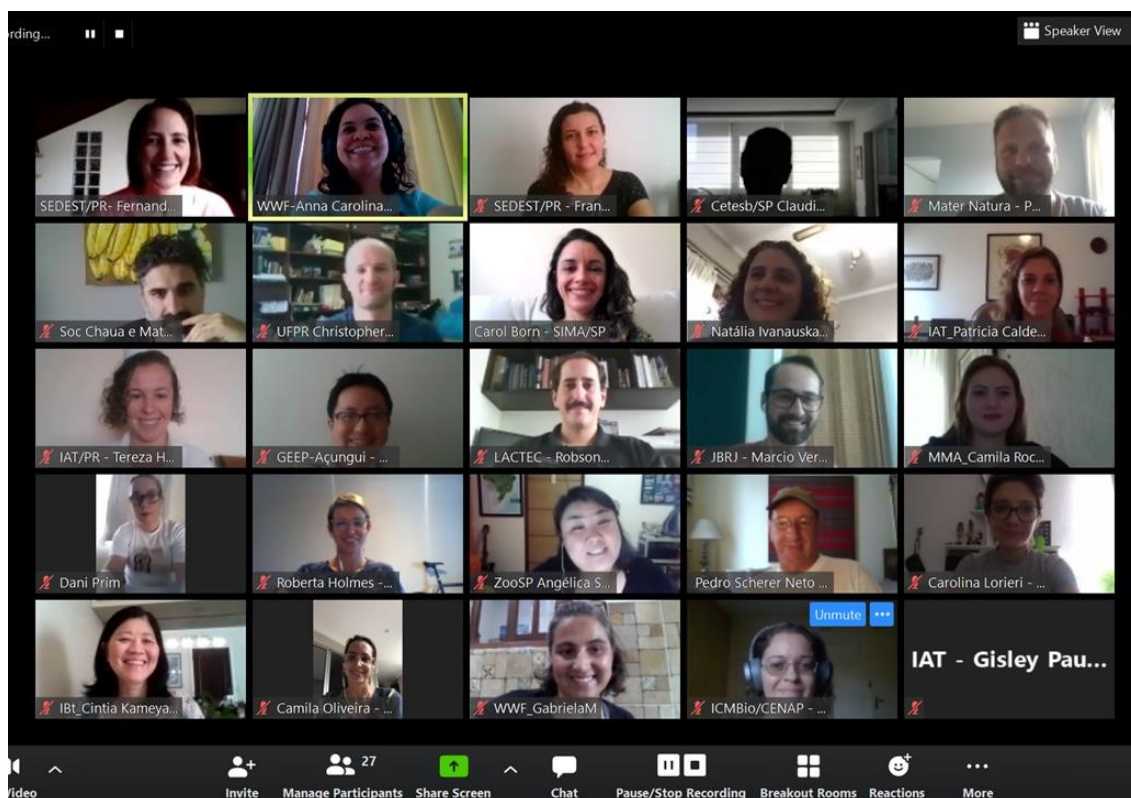 rding...
Speaker View
SEDEST/PR- Fernand...
WWF-Anna Carolina...
SEDEST/PR - Fran...
Cetesb/SP Claudi...
Mater Natura - P...
Soc Chaua e Mat...
UFPR Christopher...
Carol Born - SIMA/SP
Natália Ivanauska...
IAT_Patricia Calde...
IAT/PR - Tereza H...
GEEP-Açungui - ...
LACTEC - Robson...
JBRJ - Marcio Ver...
MMA_Camila Roc...
Dani Prim
Roberta Holmes -...
ZooSP Angélica S...
Pedro Scherer Neto ...
Carolina Lorieri - ...
IBt_Cintia Kameya...
Camila Oliveira - ...
WWF_GabrielaM
Unmute
ICMBio/CENAP - ...
IAT - Gisley Pau...
Video
Invite
27
Manage Participants
Share Screen
Chat
Pause/Stop Recording
Breakout Rooms
Reactions
More